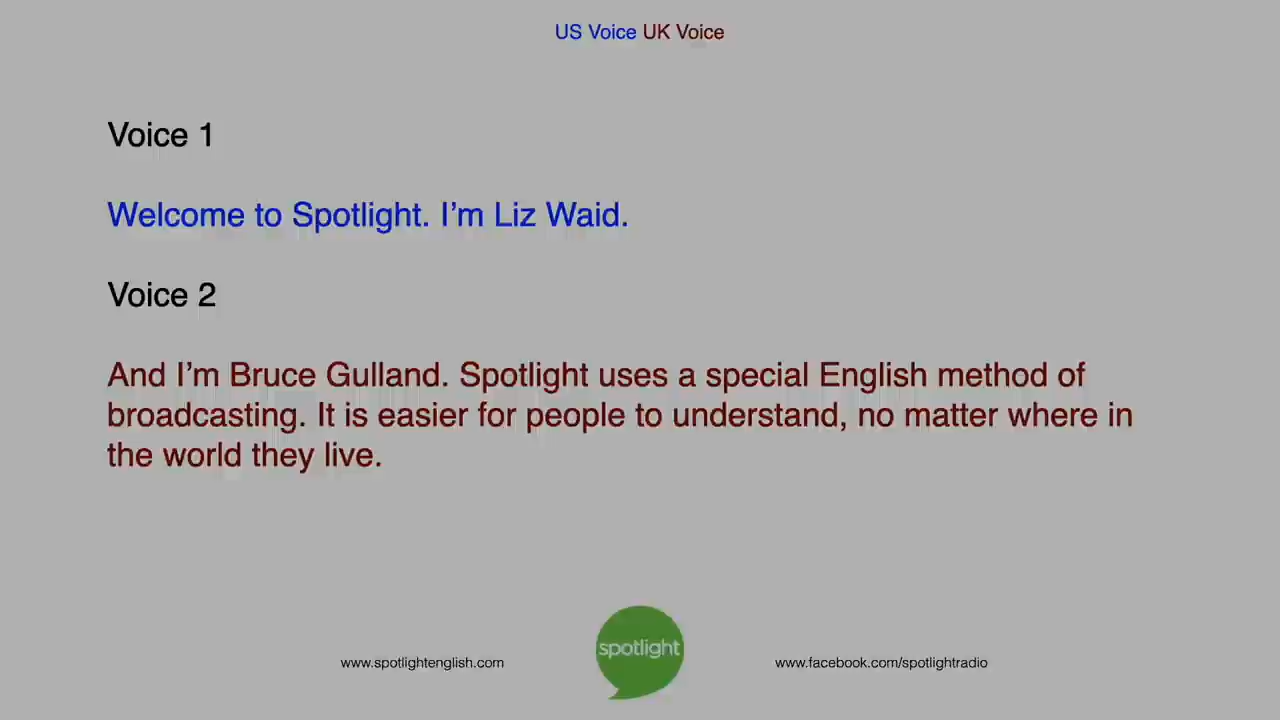 US Voice UK Voice
Voice 1
Welcome to Spotlight. I’m Liz Waid.
Voice 2
And I’m Bruce Gulland. Spotlight uses a special English method of
broadcasting. It is easier for people to understand, no matter where in
the world they live.
www.spotlightenglish.com
spotlight
www.facebook.com/spotlightradio